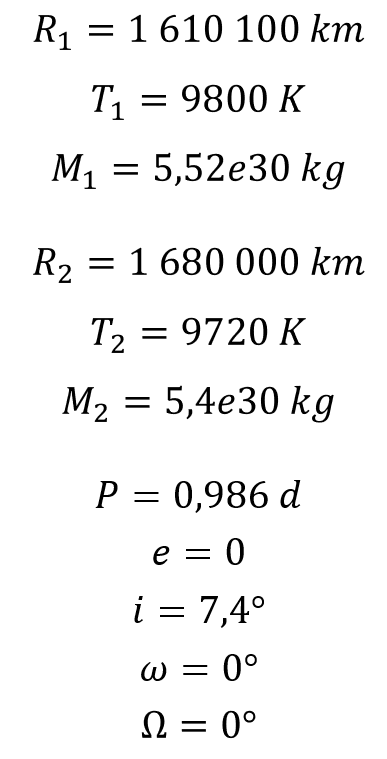 R₁ = 1 610 100 km
T₁ = 9800 K
M₁ = 5,52e30 kg
R₂ = 1 680 000 km
T₂ = 9720 K
M₂ = 5,4e30 kg
P = 0,986 d
e = 0
i = 7,4°
ω = 0°
Ω = 0°